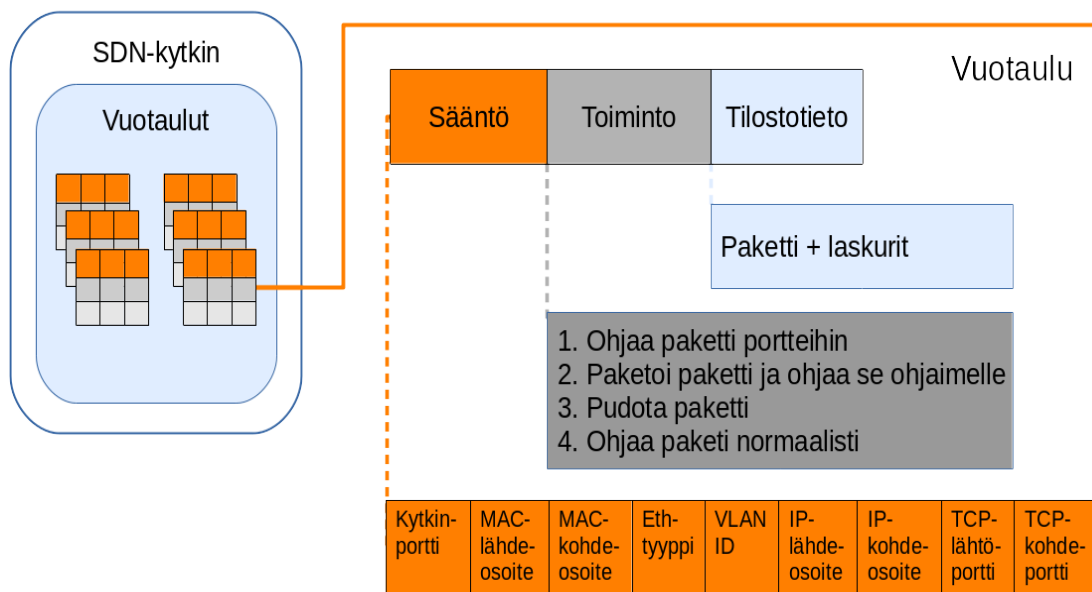 SDN-kytkin
Vuotaulut
Vuotaulu
Sääntö
Toiminto
Tilostotieto
Paketti + laskurit
1. Ohjaa paketti portteihin
2. Paketoi paketti ja ohjaa se ohjaimelle
3. Pudota paketti
4. Ohjaa paketi normaalisti
Kytkin-
portti
MAC-
lähde-
osoite
MAC-
kohde-
osoite
Eth-
tyyppi
VLAN
ID
IP-
lähde-
osoite
IP-
kohde-
osoite
TCP-
lähtö-
portti
TCP-
kohde-
portti